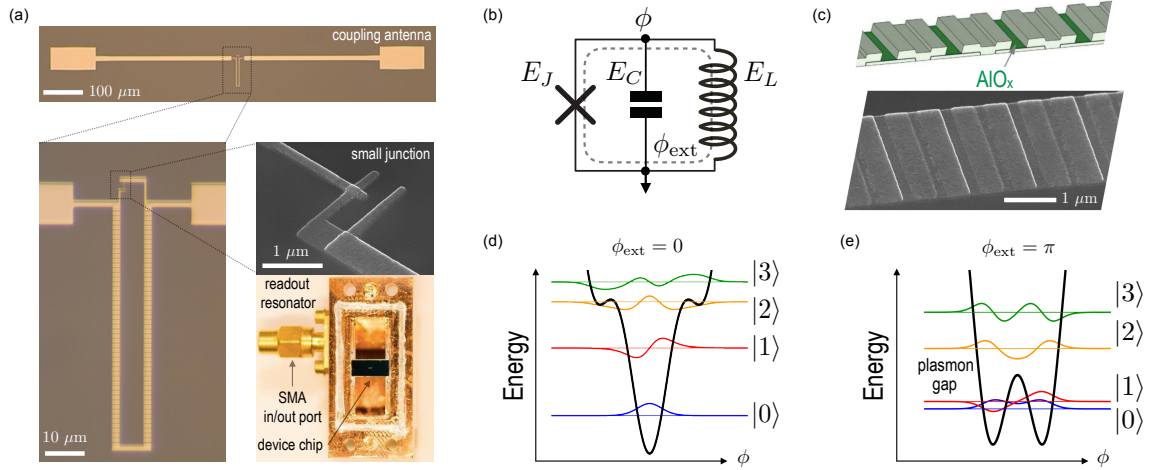 (a)
coupling antenna
100 μm
small junction
1 μm
10 μm
readout
resonator
SMA
in/out port
device chip
(b)
ϕ
E_J
E_C
E_L
ϕ_ext
(c)
AlOₓ
1 μm
(d)
ϕ_ext = 0
Energy
|3⟩
|2⟩
|1⟩
|0⟩
ϕ
(e)
ϕ_ext = π
Energy
plasmon
gap
|3⟩
|2⟩
|1⟩
|0⟩
ϕ